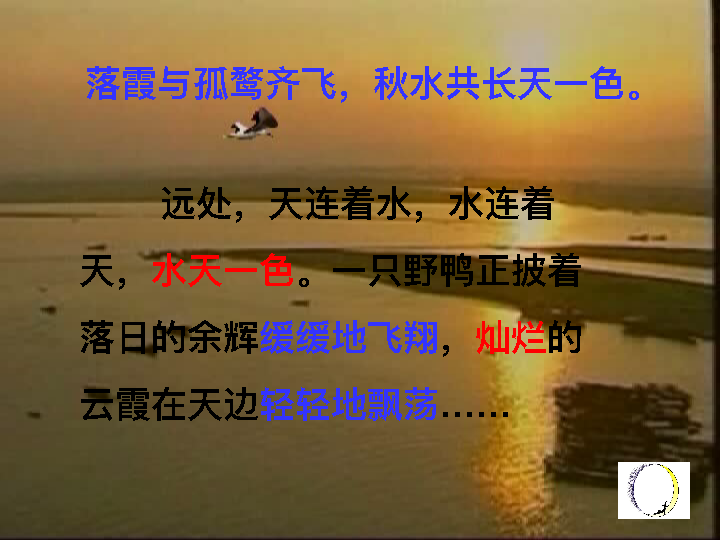 落霞与孤鹜齐飞，秋水共长天一色。
远处，天连着水，水连着
天，水天一色。一只野鸭正披着
落日的余辉缓缓地飞翔，灿烂的
云霞在天边轻轻地飘荡……